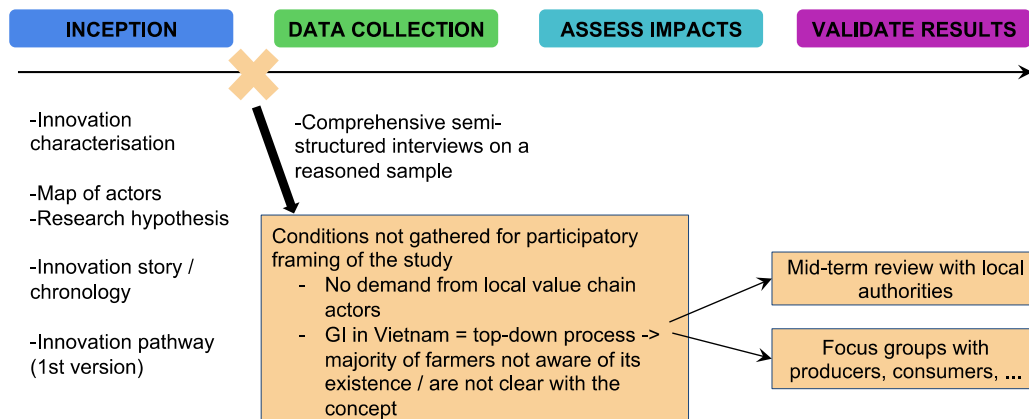 INCEPTION
DATA COLLECTION
ASSESS IMPACTS
VALIDATE RESULTS
-Innovation
characterisation
-Map of actors
-Research hypothesis
-Innovation story /
chronology
-Innovation pathway
(1st version)
-Comprehensive semi-
structured interviews on a
reasoned sample
Conditions not gathered for participatory
framing of the study
- No demand from local value chain
actors
- GI in Vietnam = top-down process ->
majority of farmers not aware of its
existence / are not clear with the
concept
Mid-term review with local
authorities
Focus groups with
producers, consumers, ...